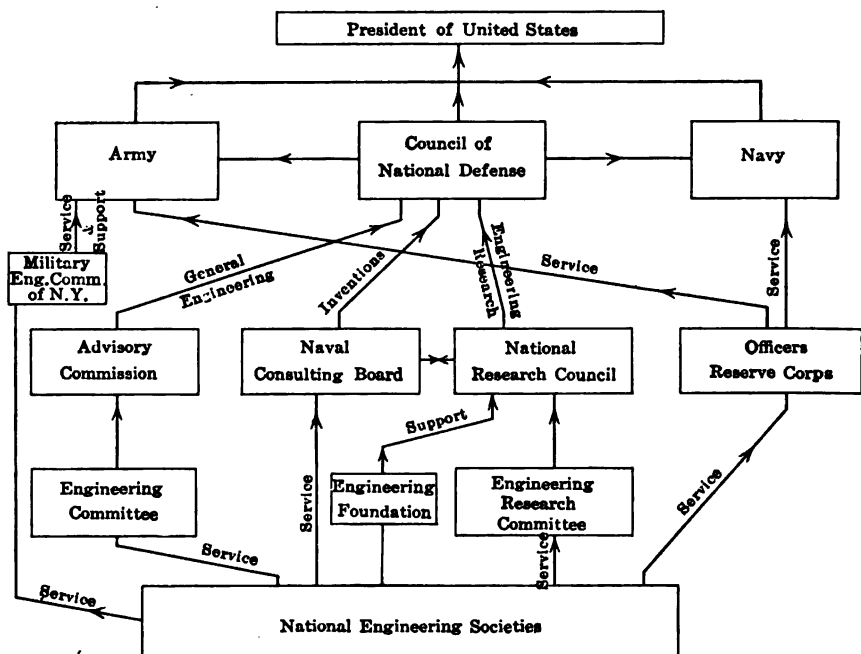 President of United States
Army
Council of
National Defense
Navy
Service
&
Support
Military
Eng. Comm.
of N.Y.
General
Engineering
Inventions
Engineering
Research
Service
Service
Advisory
Commission
Naval
Consulting Board
National
Research Council
Officers
Reserve Corps
Support
Engineering
Committee
Service
Engineering
Foundation
Engineering
Research
Committee
Service
Service
Service
Service
National Engineering Societies